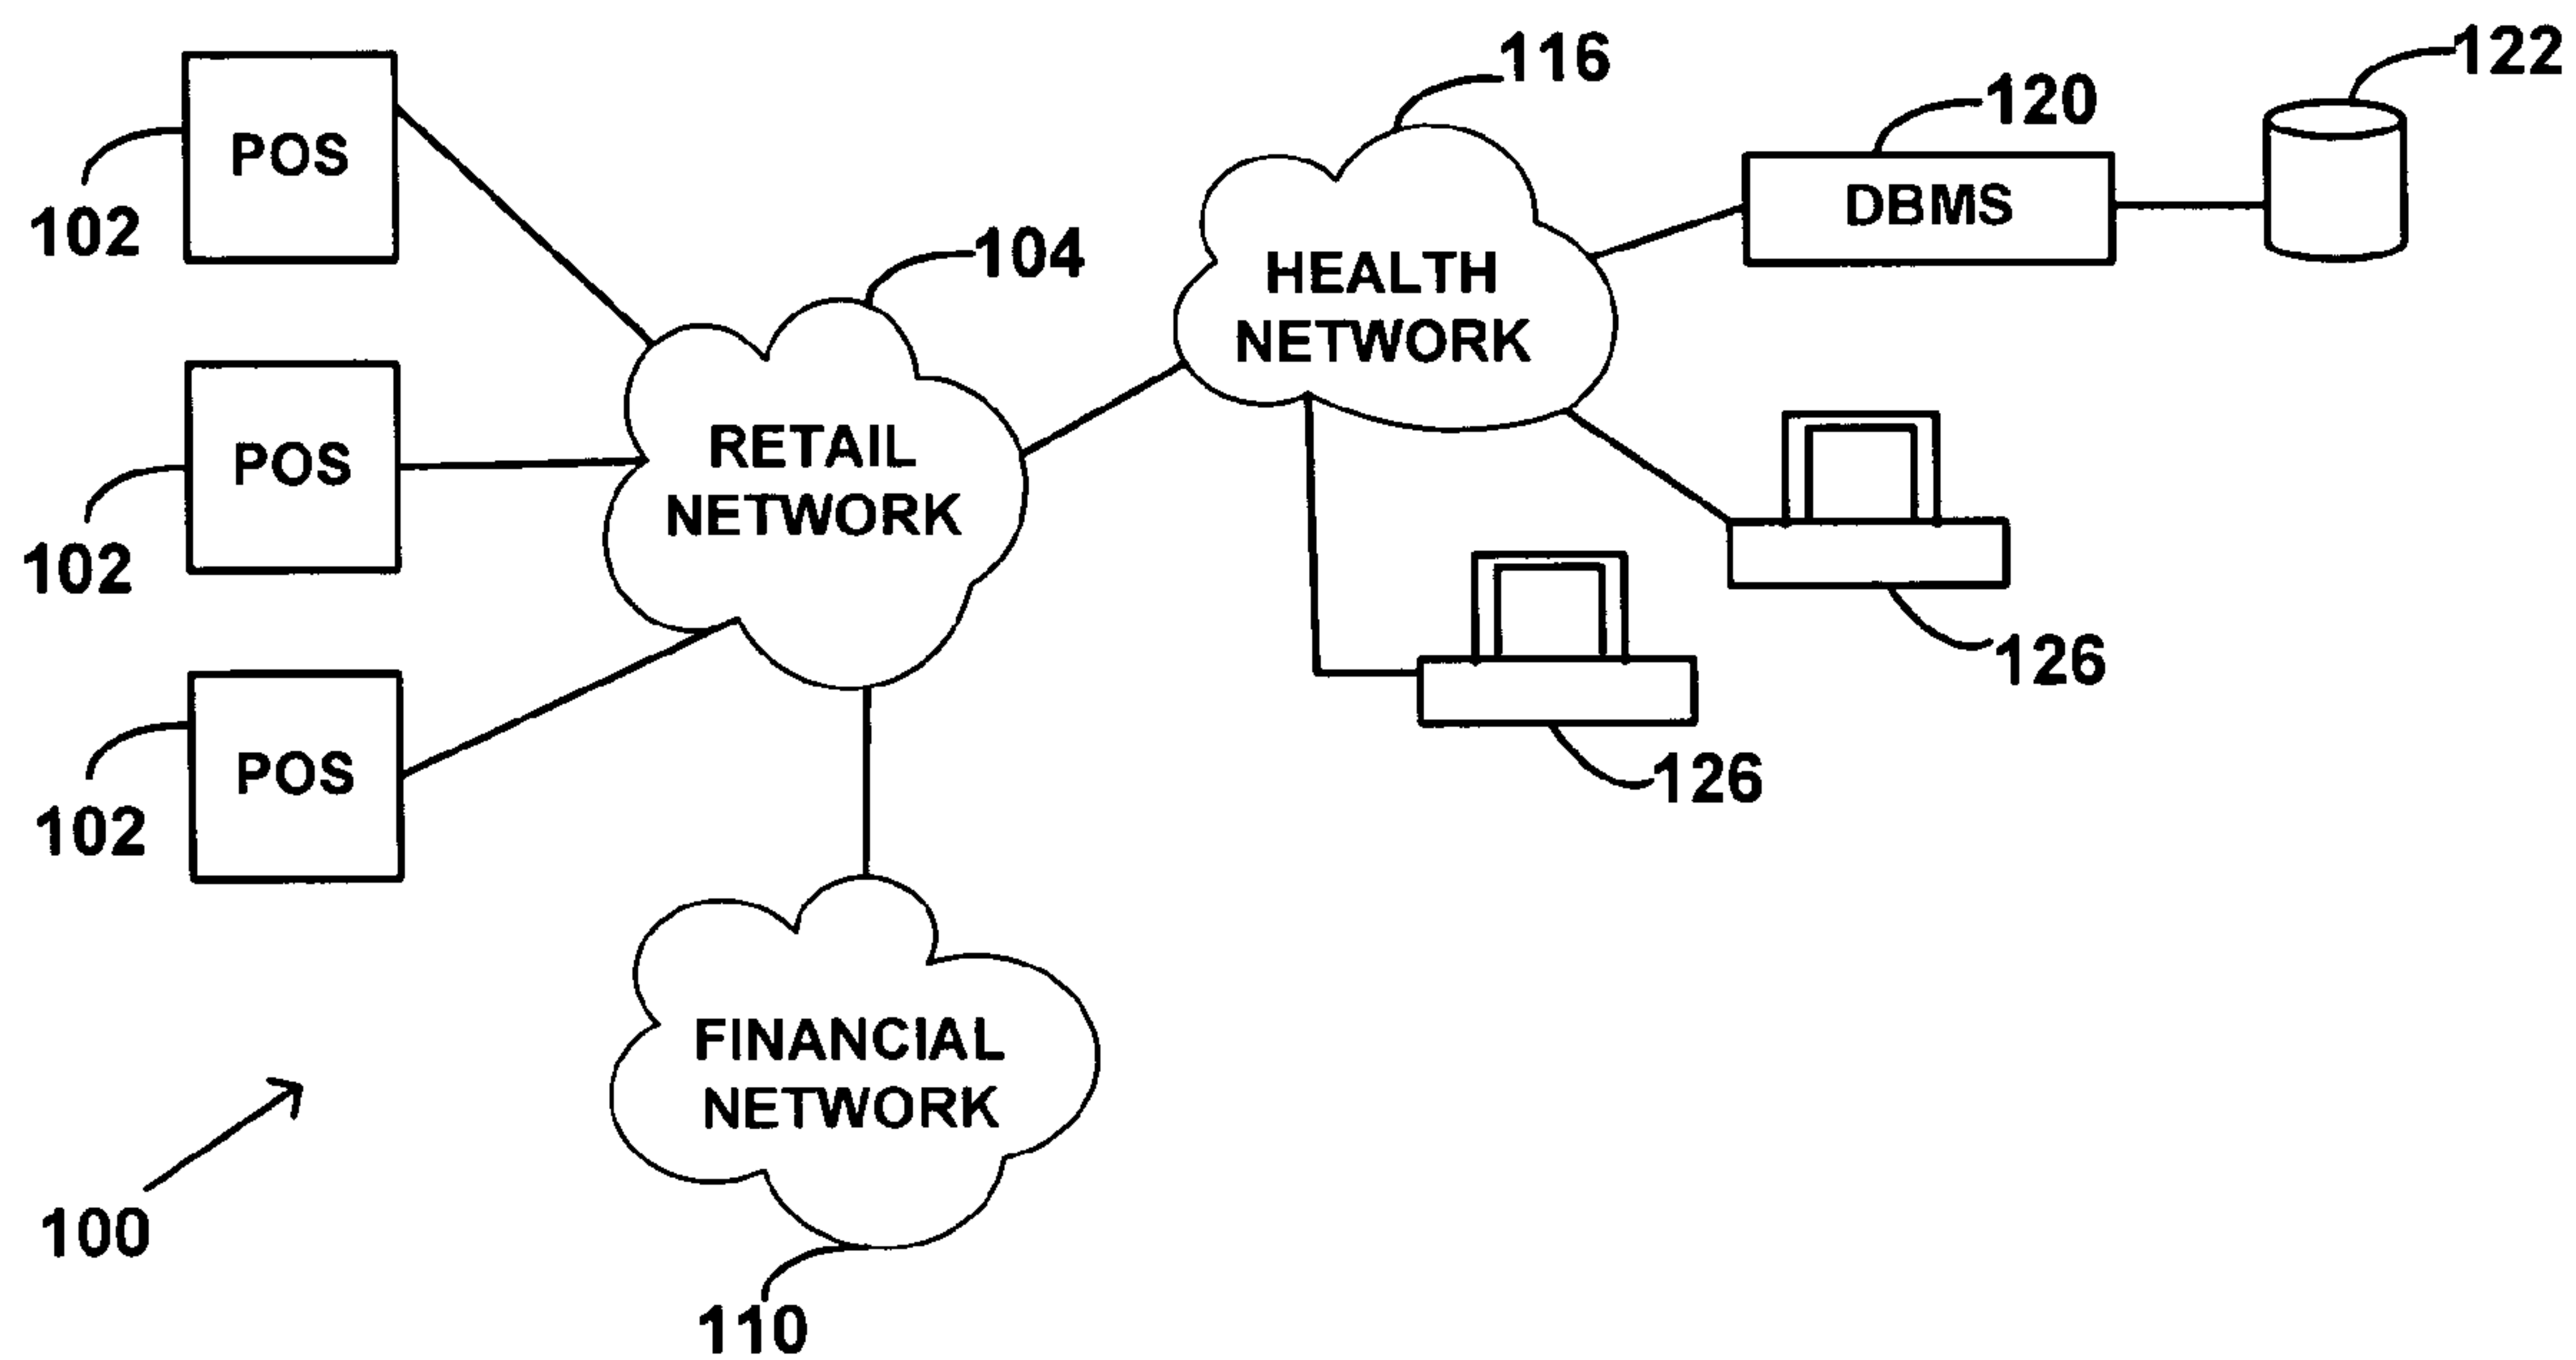 116
122
120
POS
102
DBMS
104
HEALTH
NETWORK
RETAIL
NETWORK
POS
102
126
126
POS
102
FINANCIAL
NETWORK
100
110